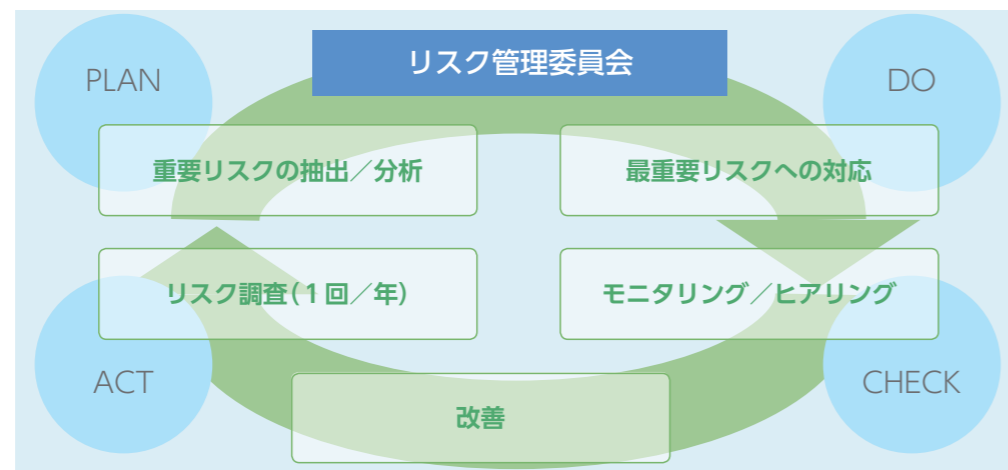 リスク管理委員会
PLAN
DO
重要リスクの抽出／分析
最重要リスクへの対応
リスク調査（１回／年）
モニタリング／ヒアリング
ACT
CHECK
改善